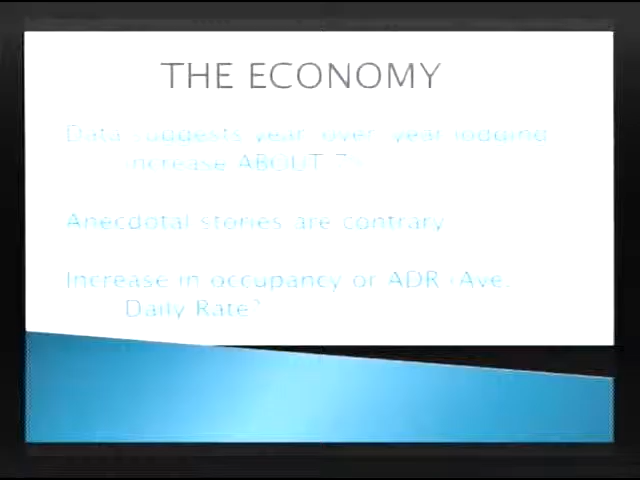 THE ECONOMY
Data suggests year over year lodging
increase ABOUT 7%
Anecdotal stories are contrary
Increase in occupancy or ADR (Ave.
Daily Rate